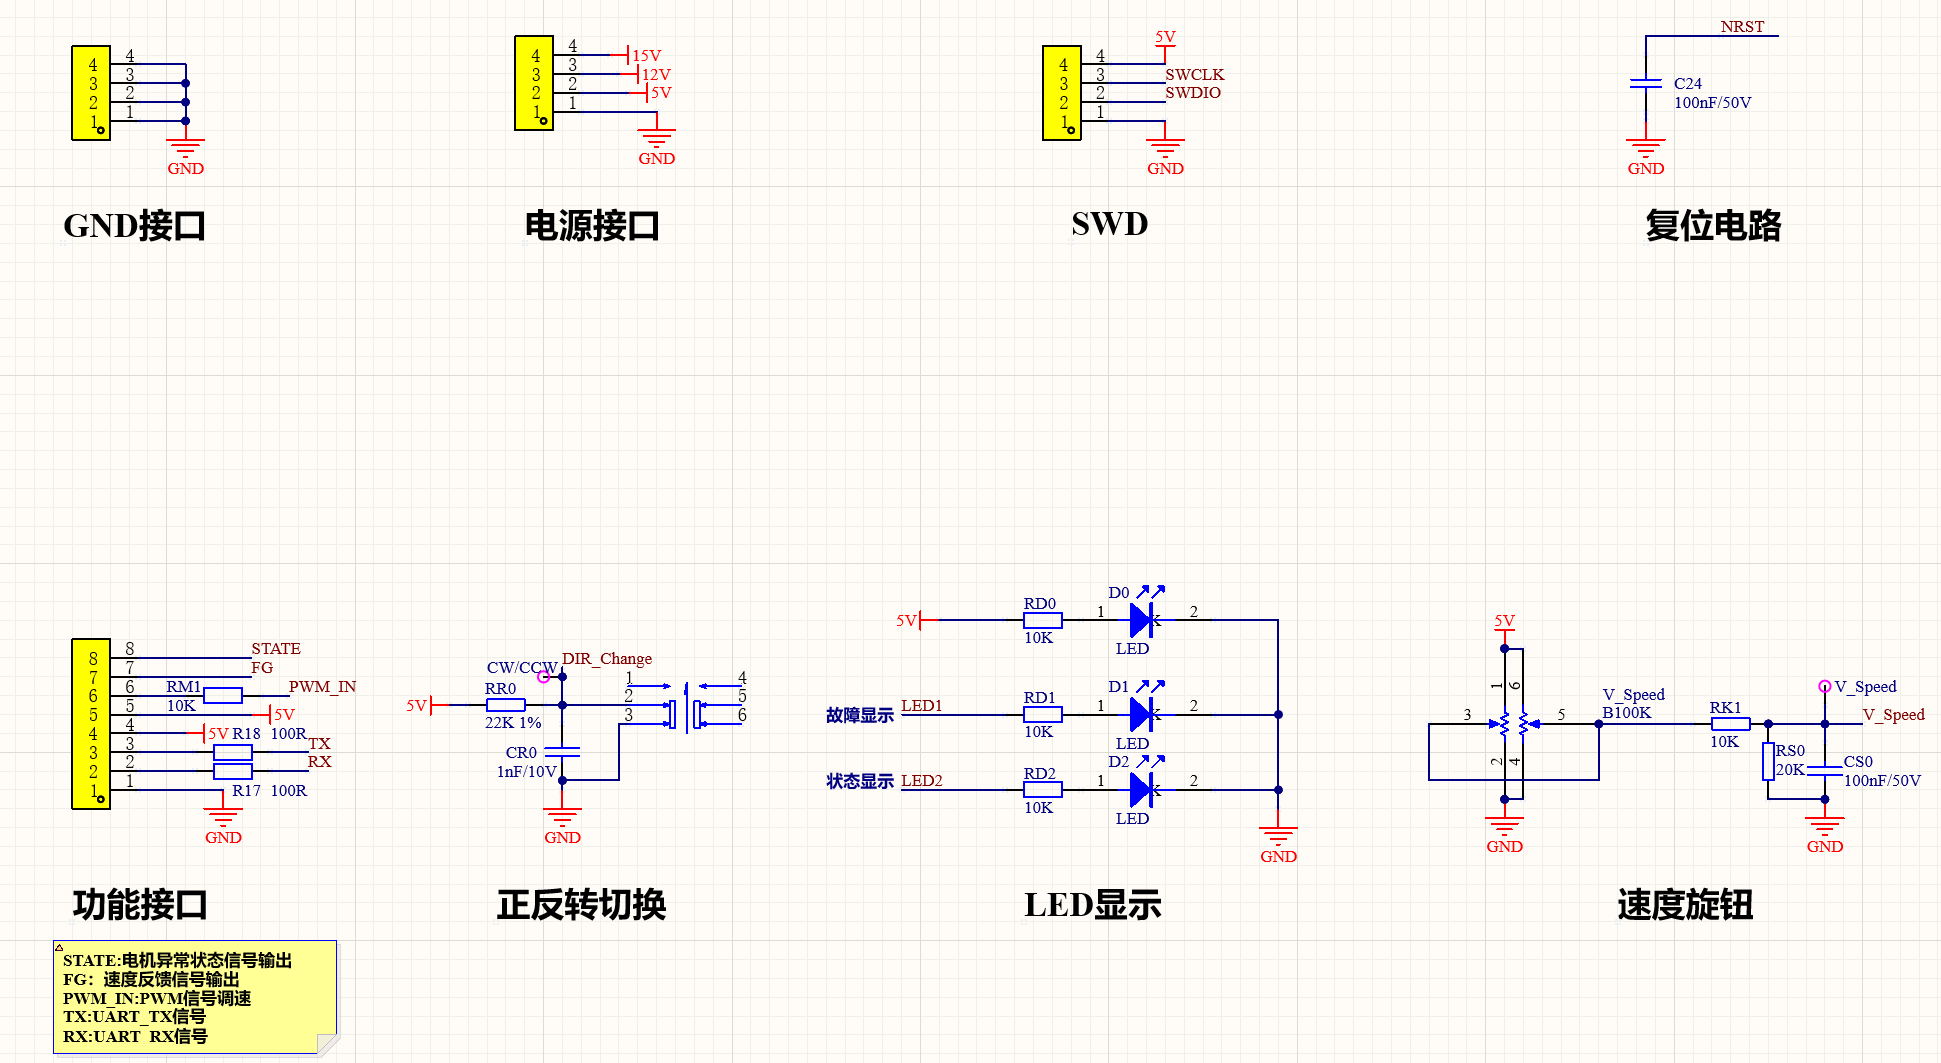 4 4
3 3
2 2
1 1
GND
GND接口
4 4 15V
3 3 12V
2 2 5V
1 1
GND
电源接口
5V
4 4
3 3 SWCLK
2 2 SWDIO
1 1
GND
SWD
NRST
C24
100nF/50V
GND
复位电路
8 8 STATE
7 7 FG
6 6 RM1 PWM_IN
10K
5 5 5V
4 4 5V R18 100R
3 3 TX
2 2 RX
1 1 R17 100R
GND
功能接口
CW/CCW DIR_Change
RR0
5V
22K 1%
1 4
2 5
3 6
CR0
1nF/10V
GND
正反转切换
D0
RD0
5V 1 K 2
10K LED
D1
RD1
故障显示 LED1 1 K 2
10K LED
D2
RD2
状态显示 LED2 1 K 2
10K LED
GND
LED显示
5V
1 6
3 5
2 4
V_Speed
B100K
RK1
10K
V_Speed
V_Speed
RS0
20K
CS0
100nF/50V
GND
GND
速度旋钮
STATE:电机异常状态信号输出
FG：速度反馈信号输出
PWM_IN:PWM信号调速
TX:UART_TX信号
RX:UART_RX信号